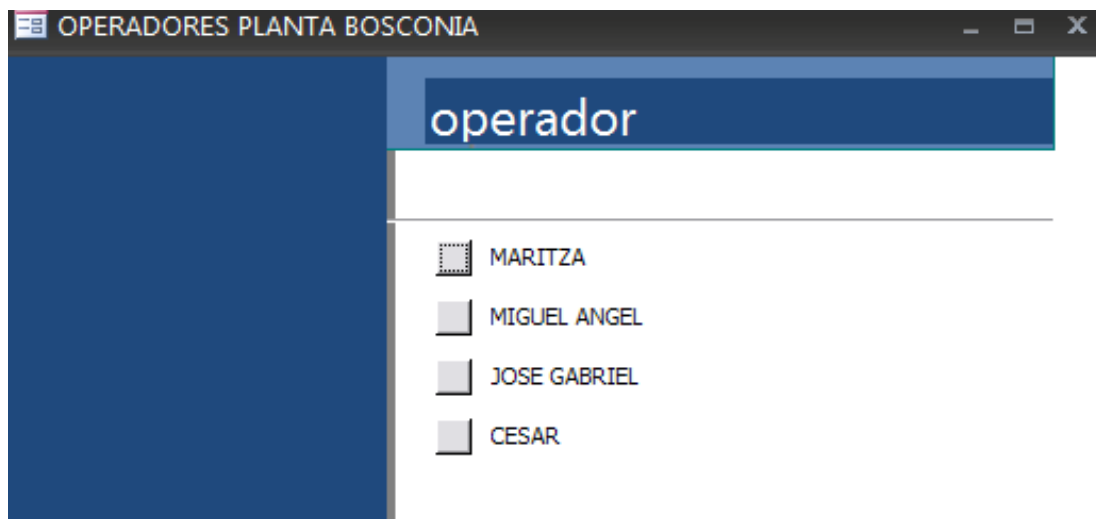 OPERADORES PLANTA BOSCONIA
operador
MARITZA
MIGUEL ANGEL
JOSE GABRIEL
CESAR